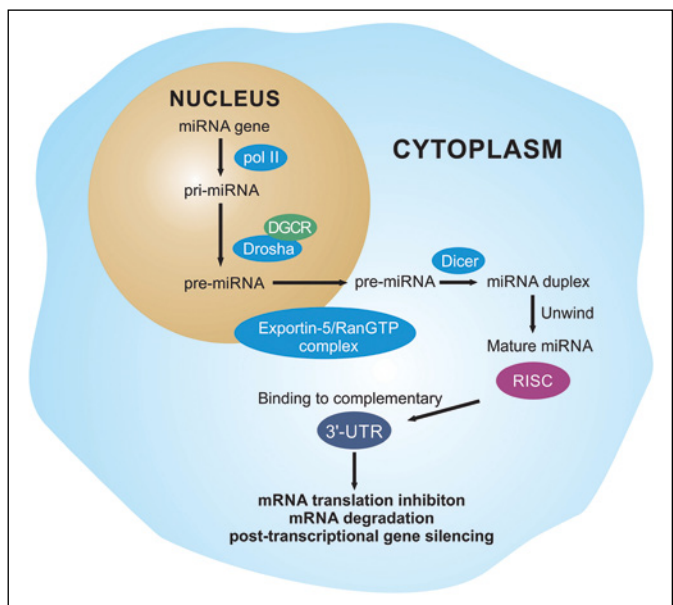 NUCLEUS
miRNA gene
pol II
pri-miRNA
DGCR
Drosha
pre-miRNA
Exportin-5/RanGTP
complex
CYTOPLASM
pre-miRNA
Dicer
miRNA duplex
Unwind
Mature miRNA
RISC
Binding to complementary
3'-UTR
mRNA translation inhibiton
mRNA degradation
post-transcriptional gene silencing